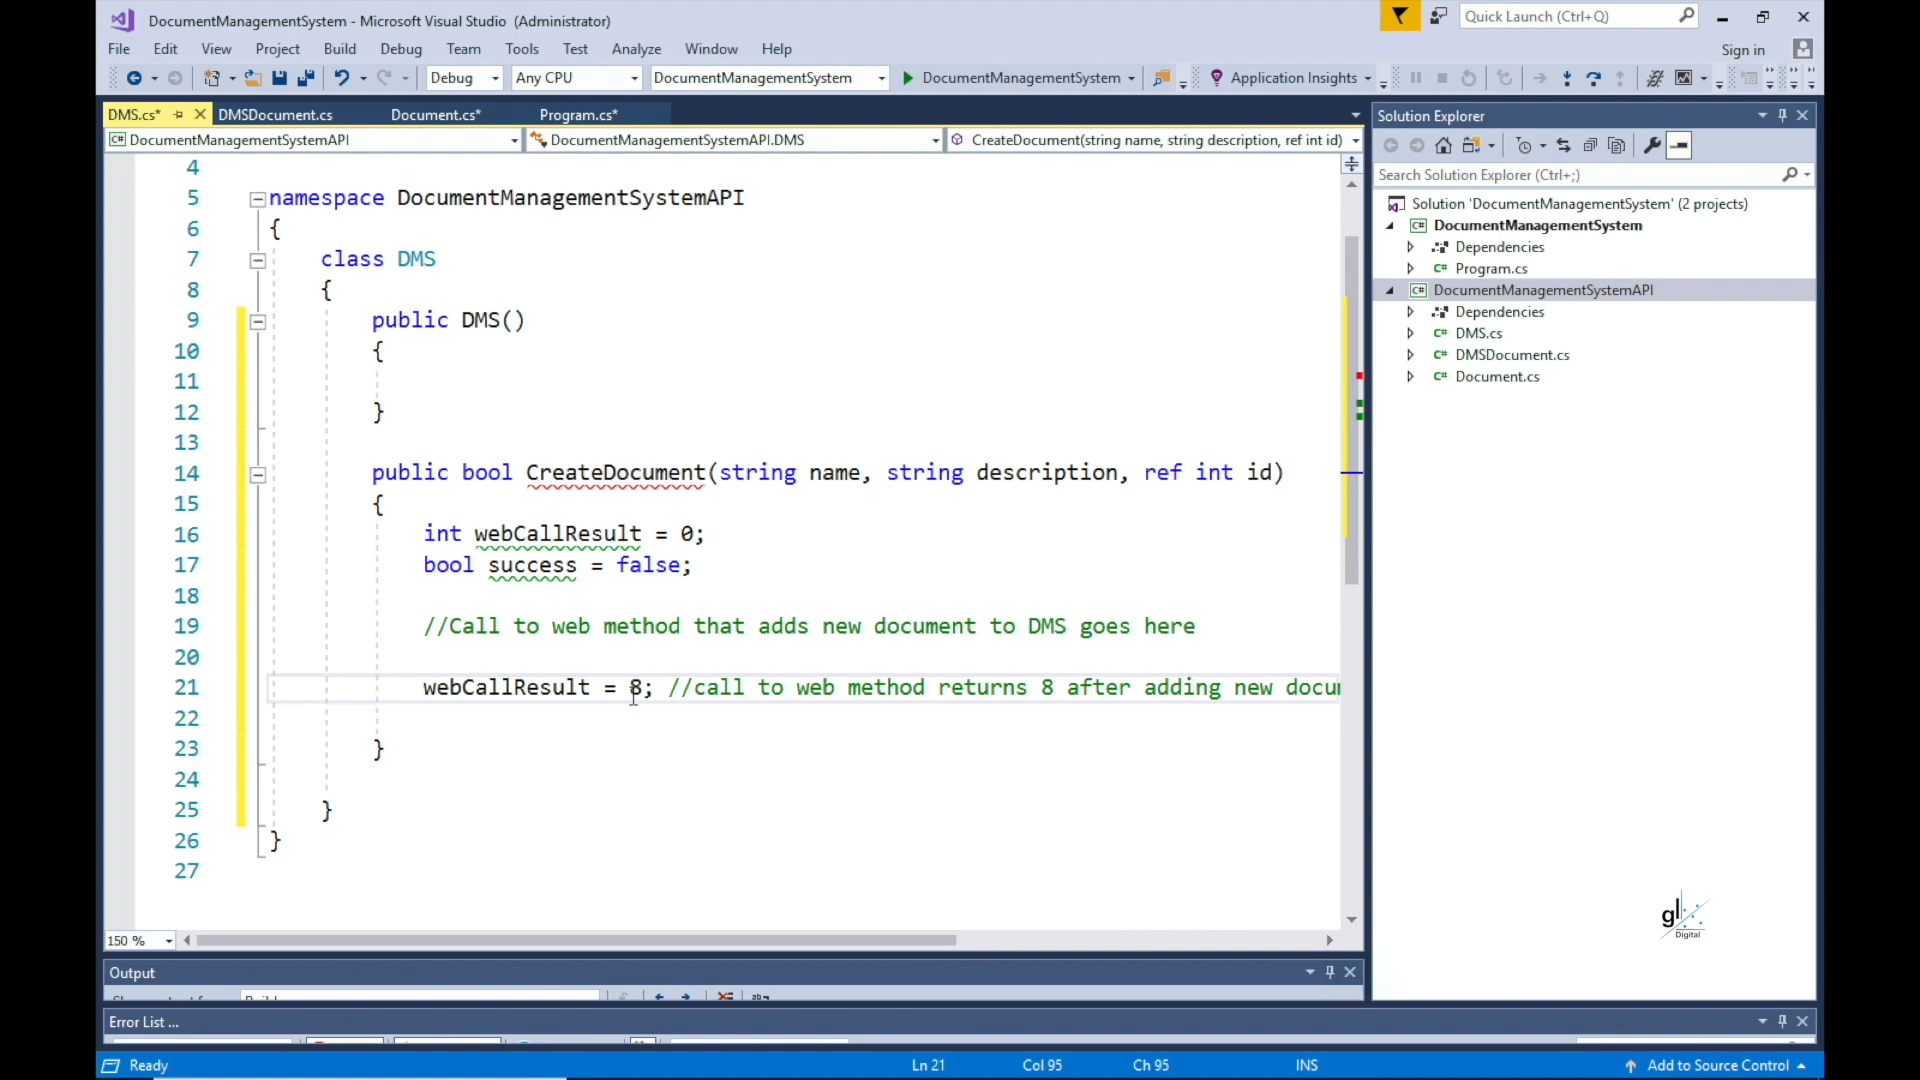 DocumentManagementSystem - Microsoft Visual Studio (Administrator)
Quick Launch (Ctrl+Q)
File Edit View Project Build Debug Team Tools Test Analyze Window Help
Sign in
Debug Any CPU DocumentManagementSystem DocumentManagementSystem Application Insights
DMS.cs* DMSDocument.cs Document.cs* Program.cs*
DocumentManagementSystemAPI DocumentManagementSystemAPI.DMS CreateDocument(string name, string description, ref int id)
4
5 namespace DocumentManagementSystemAPI
6 {
7 class DMS
8 {
9 public DMS()
10 {
11
12 }
13
14 public bool CreateDocument(string name, string description, ref int id)
15 {
16 int webCallResult = 0;
17 bool success = false;
18
19 //Call to web method that adds new document to DMS goes here
20
21 webCallResult = 8; //call to web method returns 8 after adding new docu
22
23 }
24
25 }
26 }
27
150 %
Solution Explorer
Search Solution Explorer (Ctrl+;)
Solution 'DocumentManagementSystem' (2 projects)
DocumentManagementSystem
Dependencies
C# Program.cs
C# DocumentManagementSystemAPI
Dependencies
C# DMS.cs
C# DMSDocument.cs
C# Document.cs
gl
Digital
Output
Error List ...
Ready Ln 21 Col 95 Ch 95 INS Add to Source Control